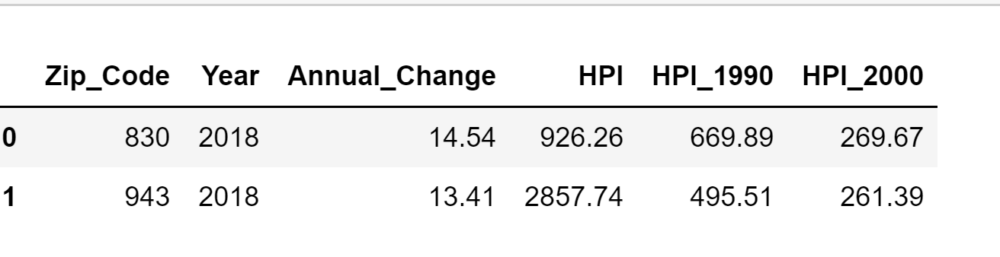 Zip_Code Year Annual_Change HPI HPI_1990 HPI_2000
0 830 2018 14.54 926.26 669.89 269.67
1 943 2018 13.41 2857.74 495.51 261.39